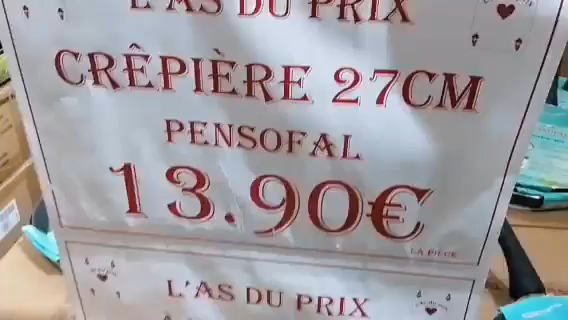 L'AS DU PRIX
CRÊPIÈRE 27CM
PENSOFAL
13.90€
LA PIÈCE
L'AS DU PRIX